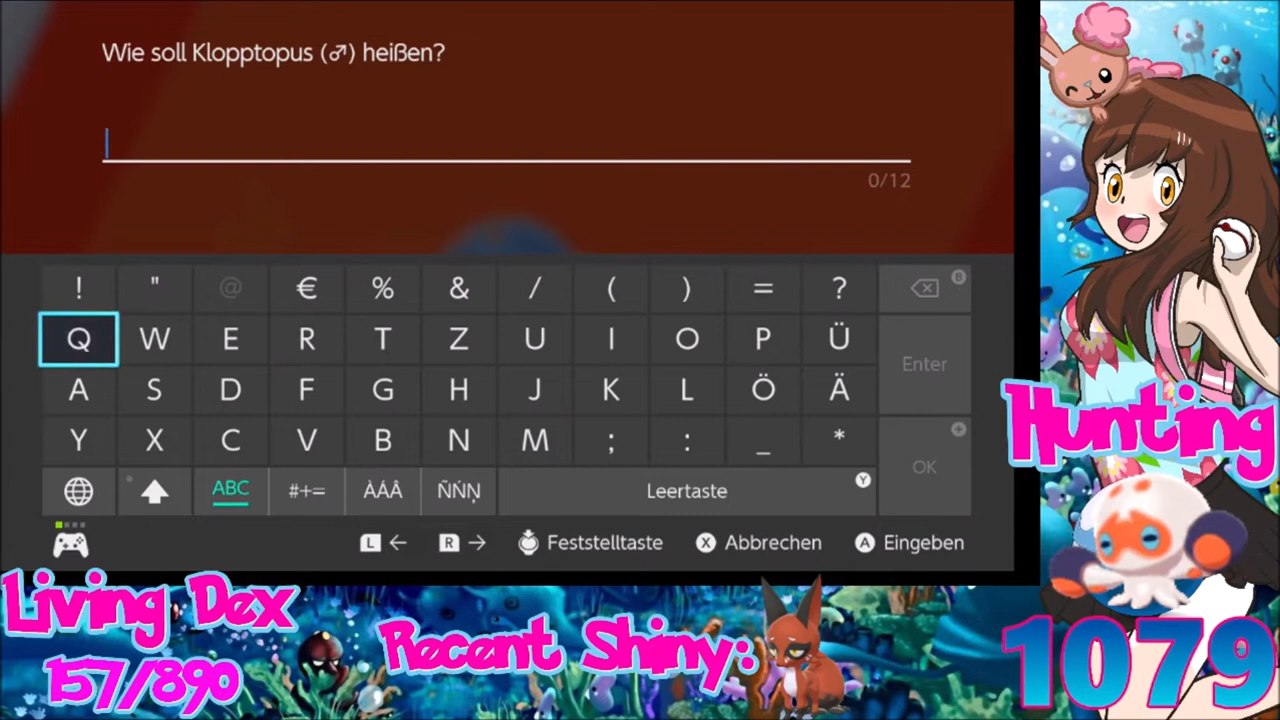 Wie soll Klopptopus (♂) heißen?
0/12
! " @ € % & / ( ) = ?
Q W E R T Z U I O P Ü
Enter
A S D F G H J K L Ö Ä
Y X C V B N M ; : _ *
OK
ABC #+= ÀÁÂ ÑŃŅ Leertaste Y
L ← R → Feststelltaste X Abbrechen A Eingeben
Hunting
1079
Living Dex
157/890
Recent Shiny: